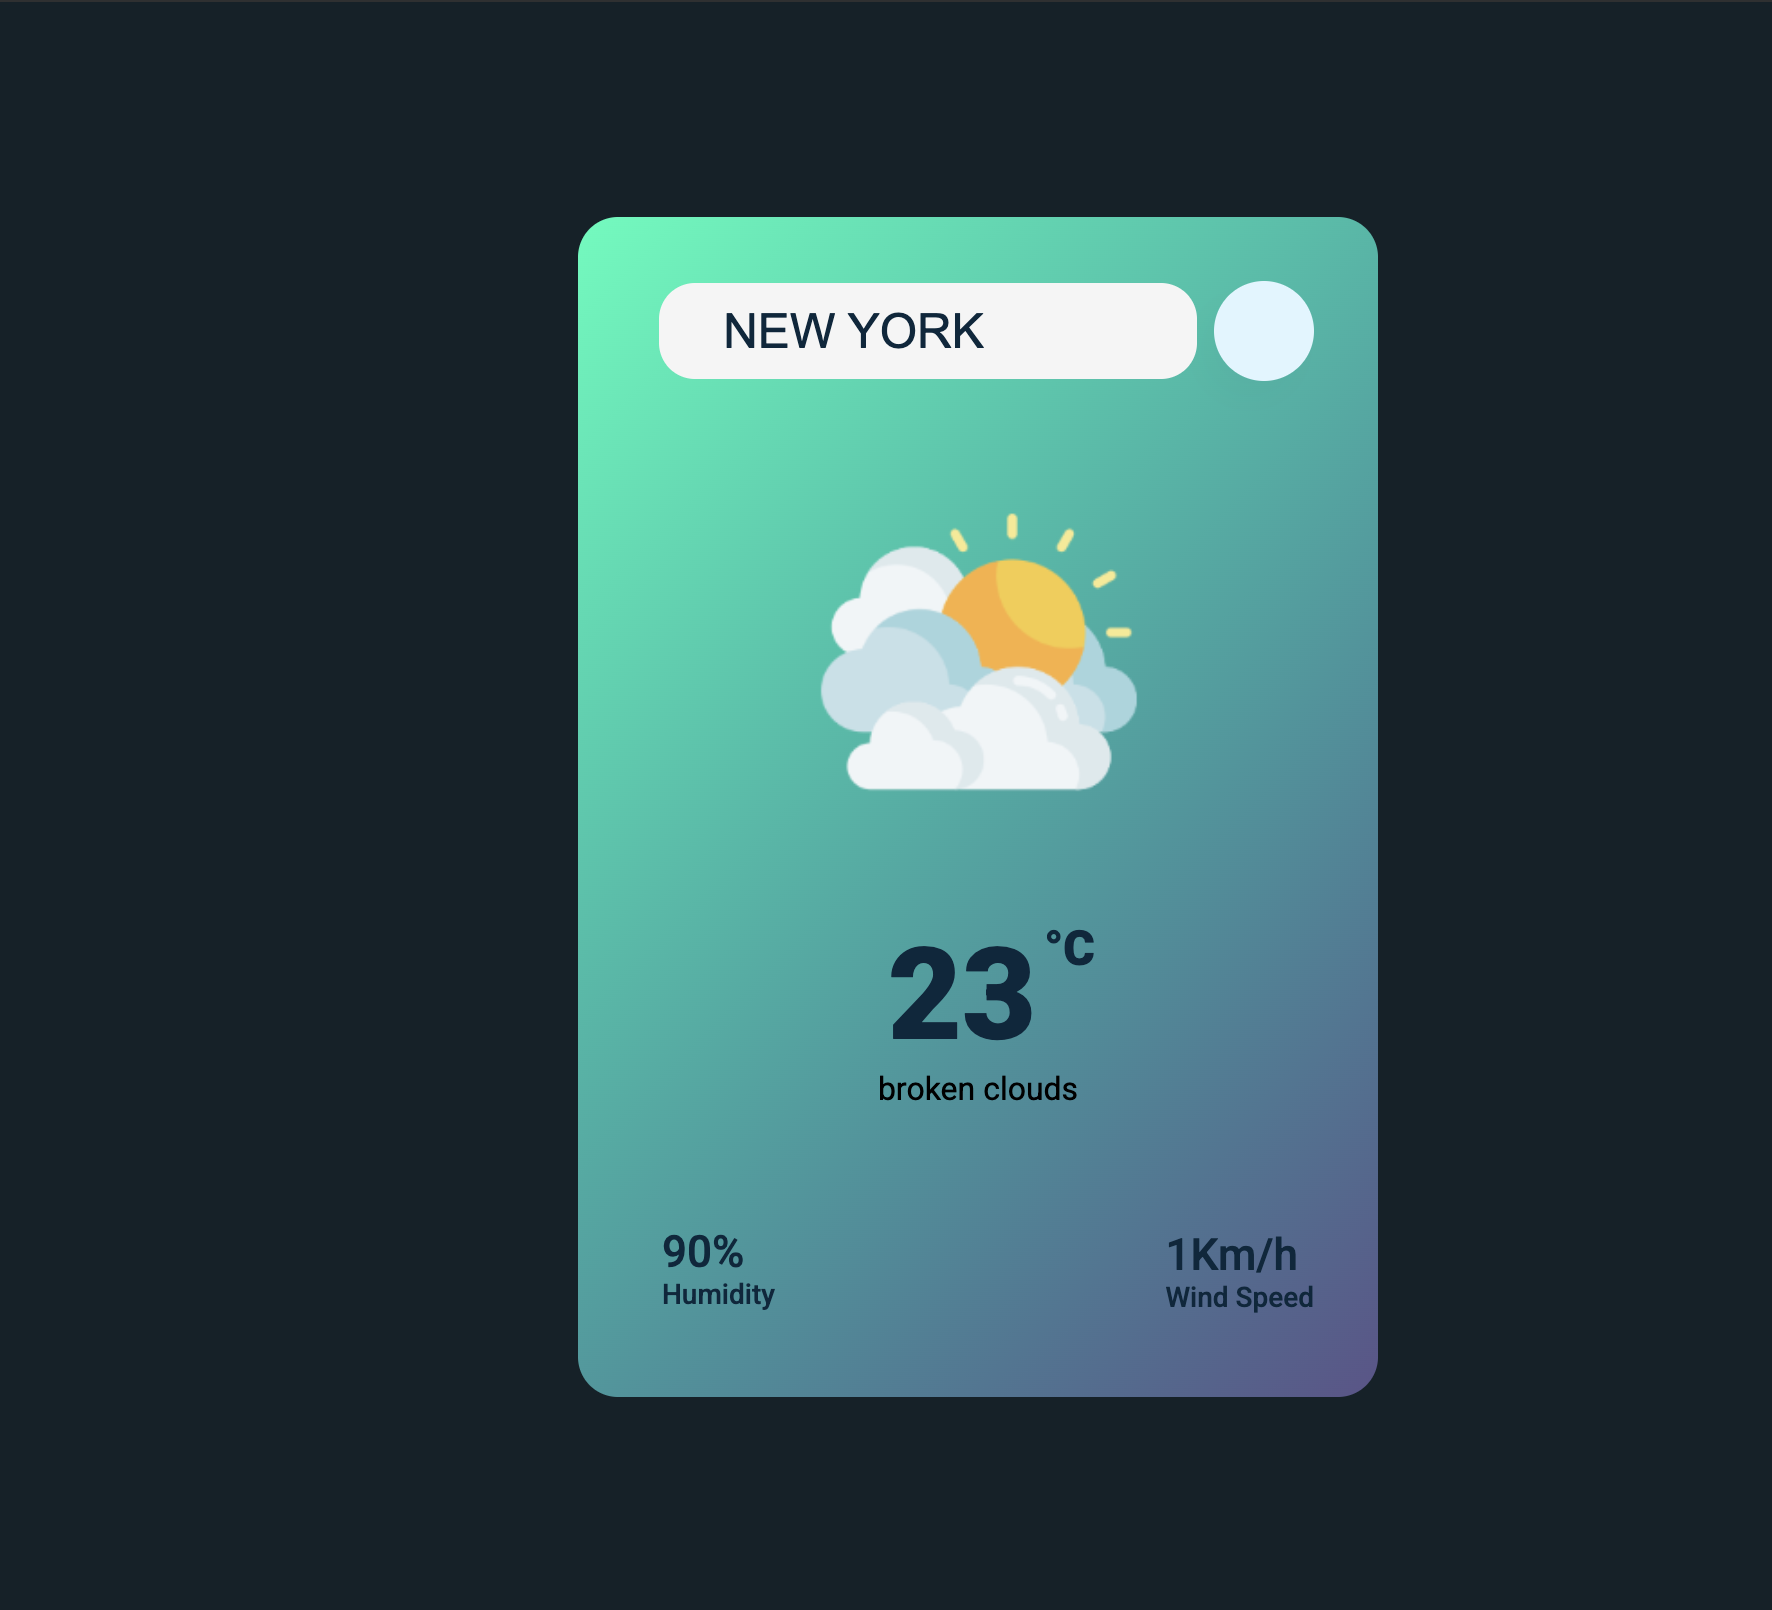 NEW YORK
23 °C
broken clouds
90%
Humidity
1Km/h
Wind Speed